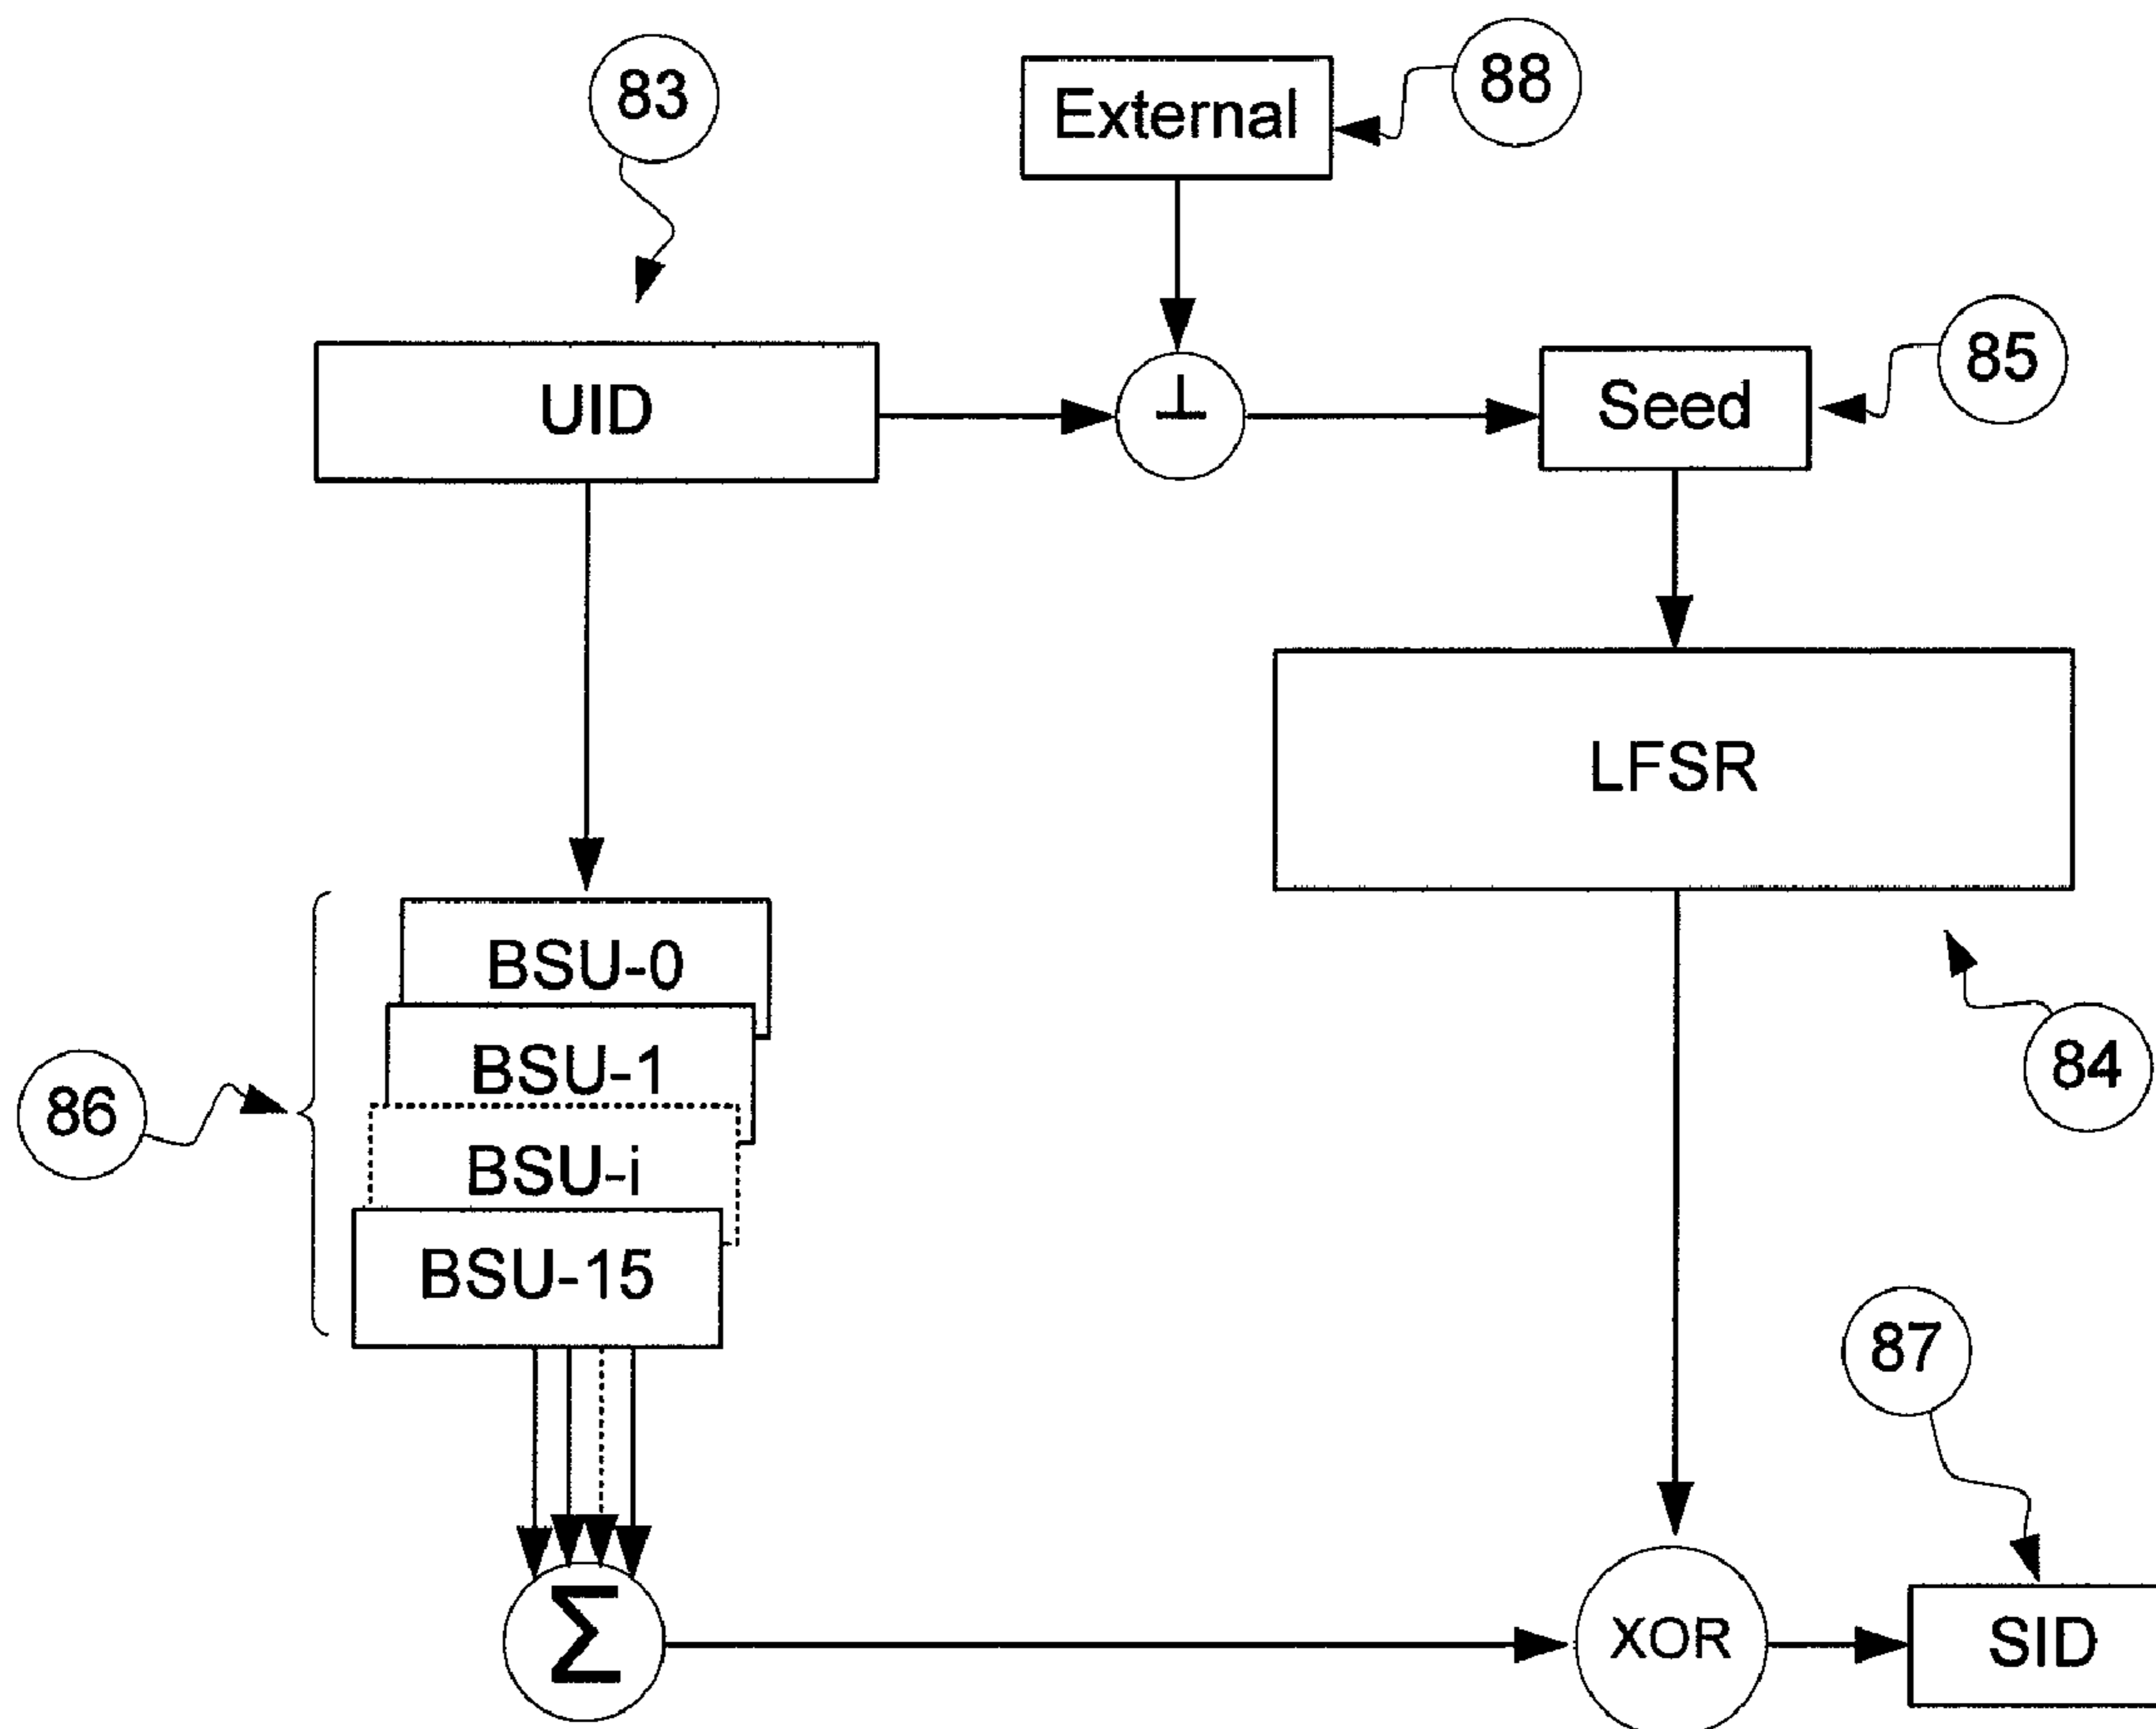 83
External
88
UID
⊥
Seed
85
LFSR
BSU-0
BSU-1
86
84
BSU-i
BSU-15
87
Σ
XOR
SID